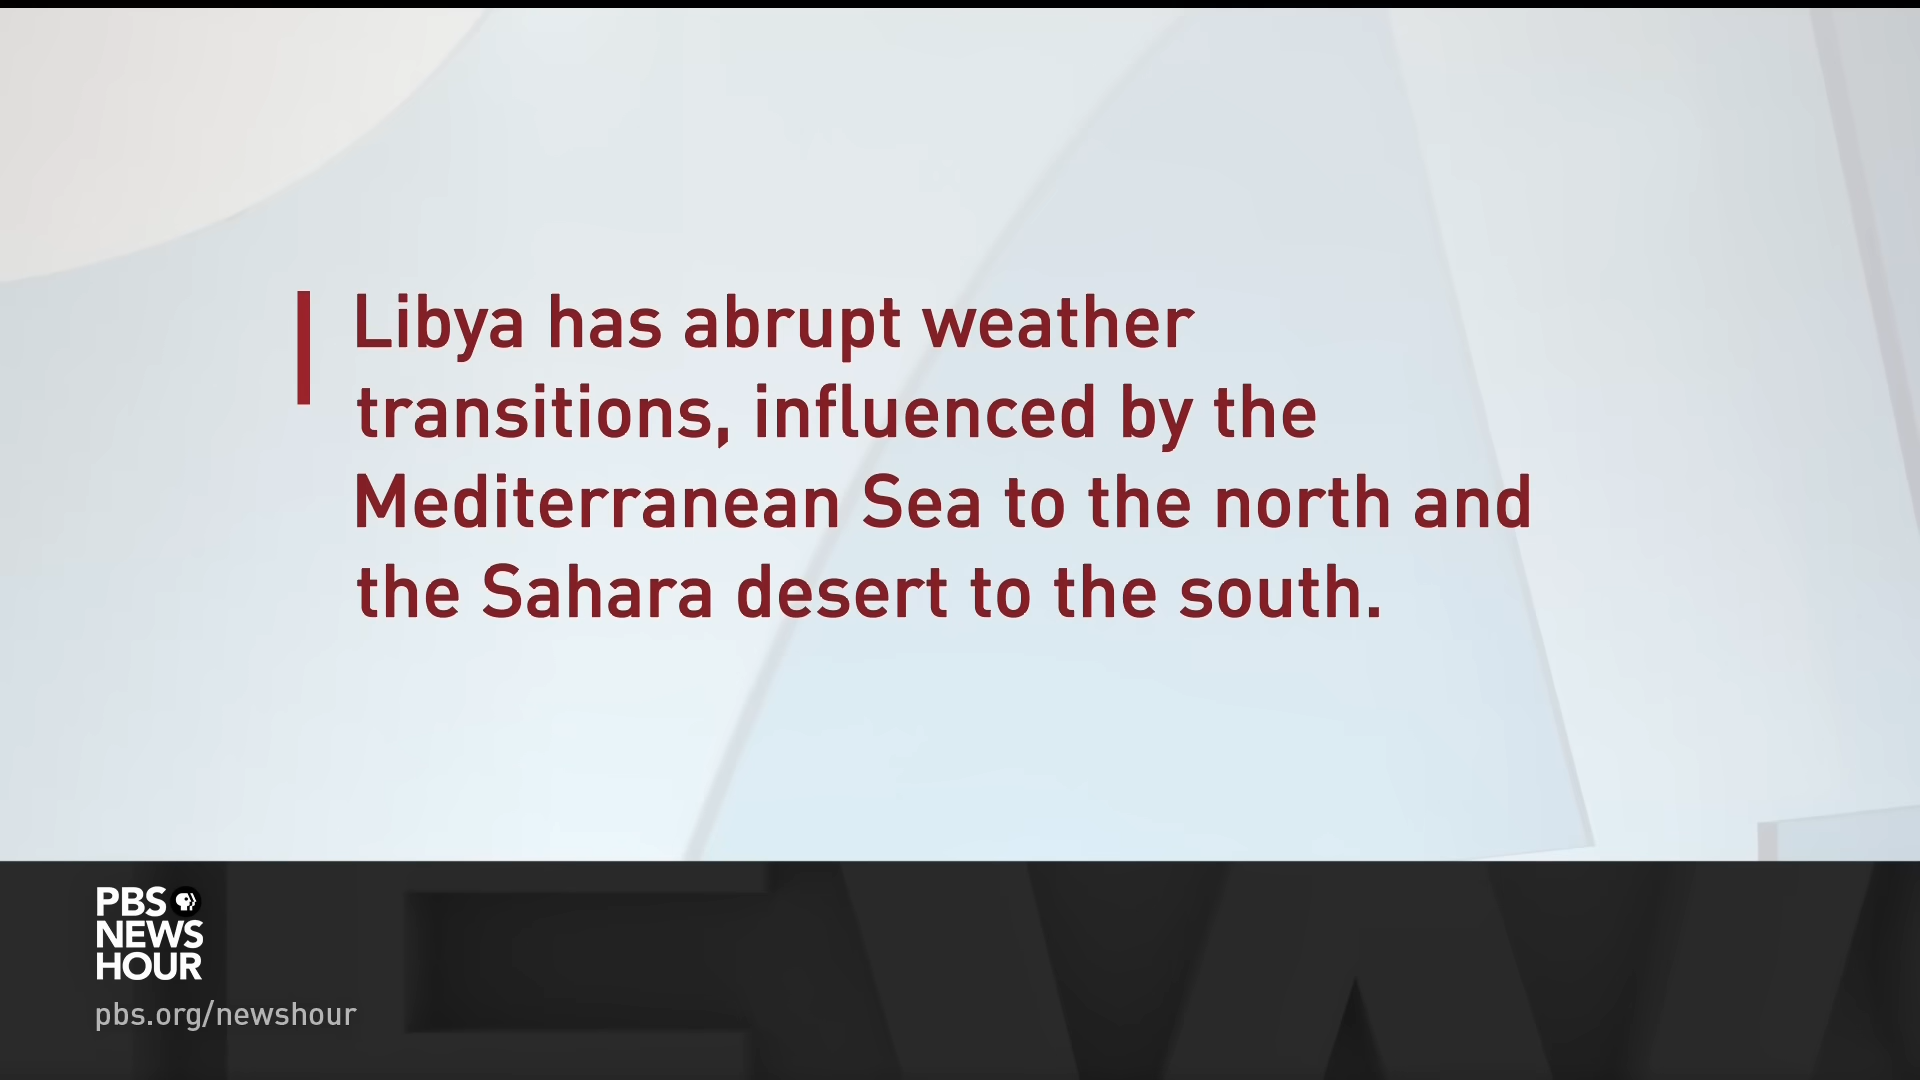 Libya has abrupt weather
transitions, influenced by the
Mediterranean Sea to the north and
the Sahara desert to the south.
PBS
NEWS
HOUR
pbs.org/newshour